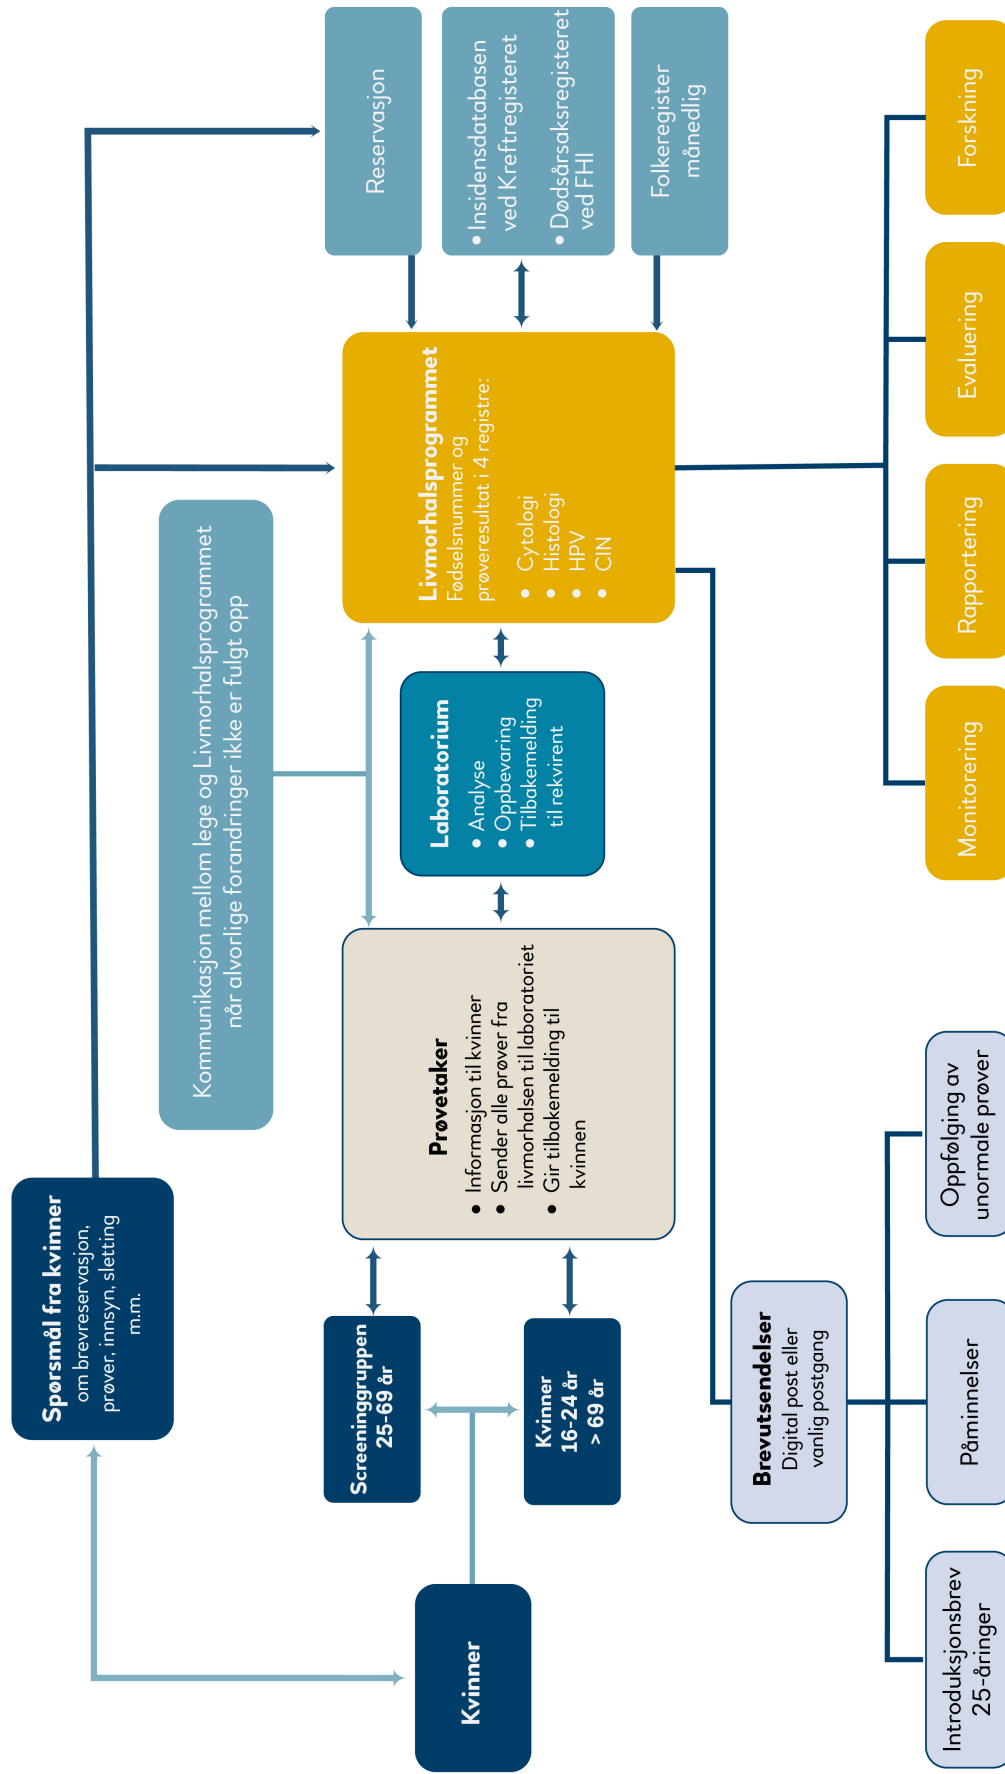 Spørsmål fra kvinner
om brevreservasjon,
prøver, innsyn, sletting
m.m.
Kommunikasjon mellom lege og Livmorhalsprogrammet
når alvorlige forandringer ikke er fulgt opp
Kvinner
Screeninggruppen
25-69 år
Kvinner
16-24 år
> 69 år
Prøvetaker
• Informasjon til kvinner
• Sender alle prøver fra
livmorhalsen til laboratoriet
• Gir tilbakemelding til
kvinnen
Laboratorium
• Analyse
• Oppbevaring
• Tilbakemelding
til rekvirent
Livmorhalsprogrammet
Fødselsnummer og
prøveresultat i 4 registre:
• Cytologi
• Histologi
• HPV
• CIN
Reservasjon
• Insidensdatabasen
ved Kreftregisteret
• Dødsårsaksregisteret
ved FHI
Folkeregister
månedlig
Brevutsendelser
Digital post eller
vanlig postgang
Introduksjonsbrev
25-åringer
Påminnelser
Oppfølging av
unormale prøver
Monitorering
Rapportering
Evaluering
Forskning